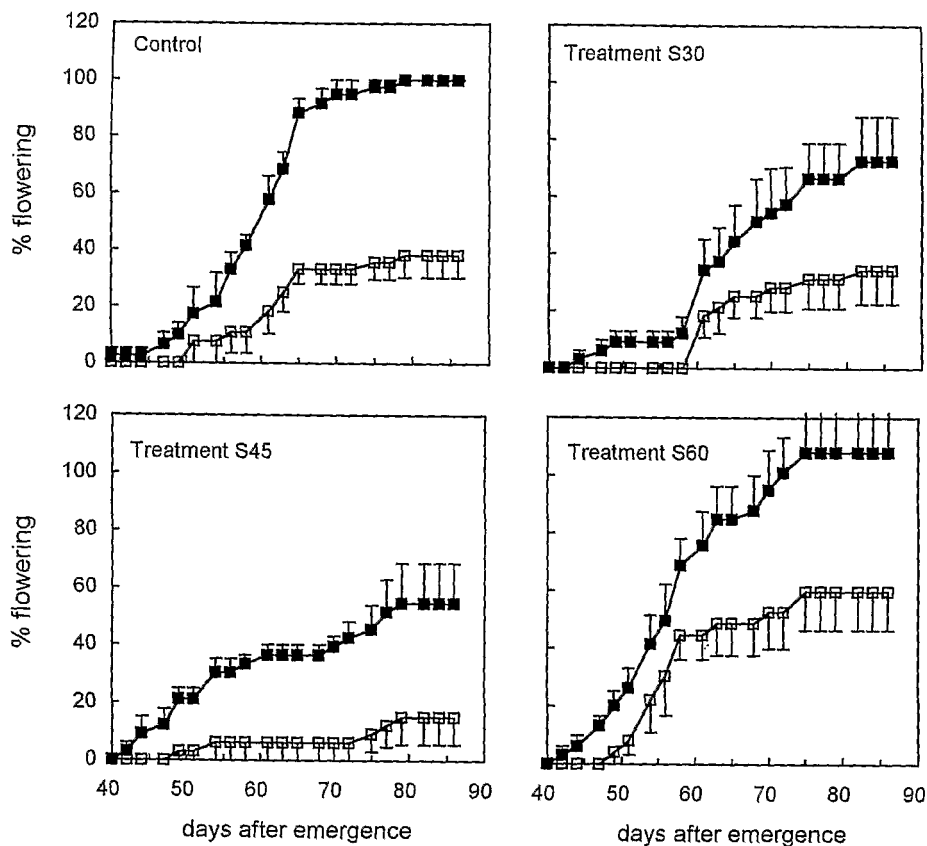 120
100
80
60
40
20
0
% flowering
Control
Treatment S30
120
100
80
60
40
20
0
% flowering
Treatment S45
Treatment S60
40 50 60 70 80 90
40 50 60 70 80 90
days after emergence
days after emergence